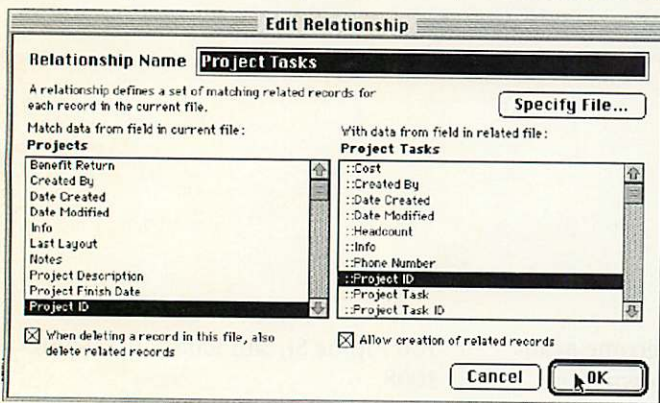 Edit Relationship
Relationship Name Project Tasks
A relationship defines a set of matching related records for
each record in the current file.
Specify File...
Match data from field in current file:
Projects
Benefit Return
Created By
Date Created
Date Modified
Info
Last Layout
Notes
Project Description
Project Finish Date
Project ID
With data from field in related file:
Project Tasks
::Cost
::Created By
::Date Created
::Date Modified
::Headcount
::Info
::Phone Number
::Project ID
::Project Task
::Project Task ID
When deleting a record in this file, also
delete related records
Allow creation of related records
Cancel
OK